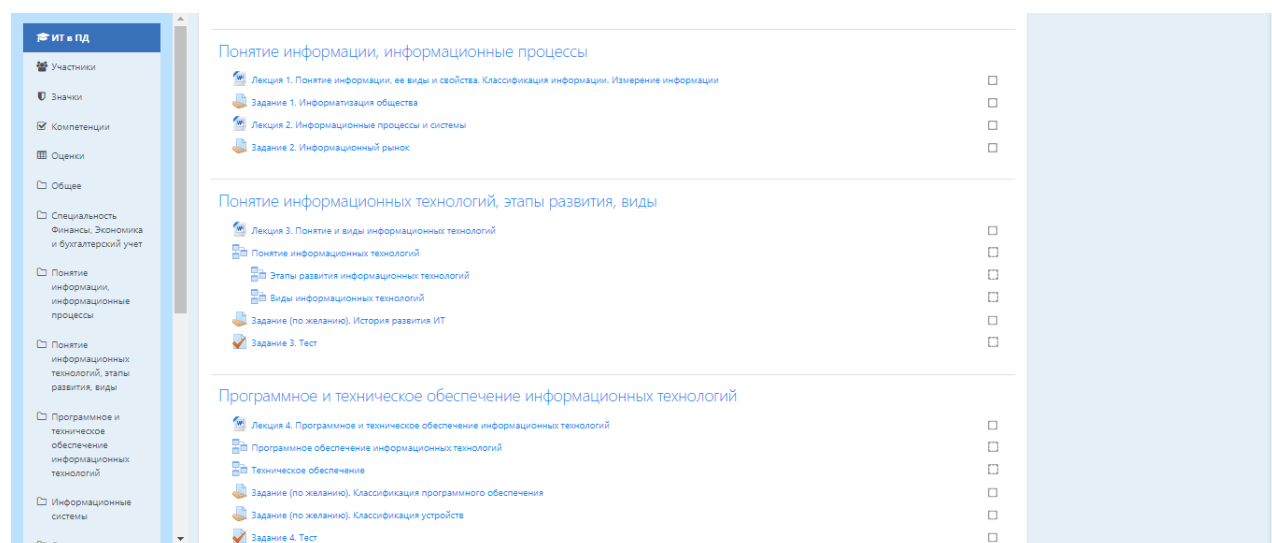 ИТ в ПД
Участники
Значки
Компетенции
Оценки
Общее
Специальность
Финансы, Экономика
и бухгалтерский учет
Понятие
информации,
информационные
процессы
Понятие
информационных
технологий, этапы
развития, виды
Программное и
техническое
обеспечение
информационных
технологий
Информационные
системы
Понятие информации, информационные процессы
Лекция 1. Понятие информации, ее виды и свойства. Классификация информации. Измерение информации
Задание 1. Информатизация общества
Лекция 2. Информационные процессы и системы
Задание 2. Информационный рынок
Понятие информационных технологий, этапы развития, виды
Лекция 3. Понятие и виды информационных технологий
Понятие информационных технологий
Этапы развития информационных технологий
Виды информационных технологий
Задание (по желанию). История развития ИТ
Задание 3. Тест
Программное и техническое обеспечение информационных технологий
Лекция 4. Программное и техническое обеспечение информационных технологий
Программное обеспечение информационных технологий
Техническое обеспечение
Задание (по желанию). Классификация программного обеспечения
Задание (по желанию). Классификация устройств
Задание 4. Тест